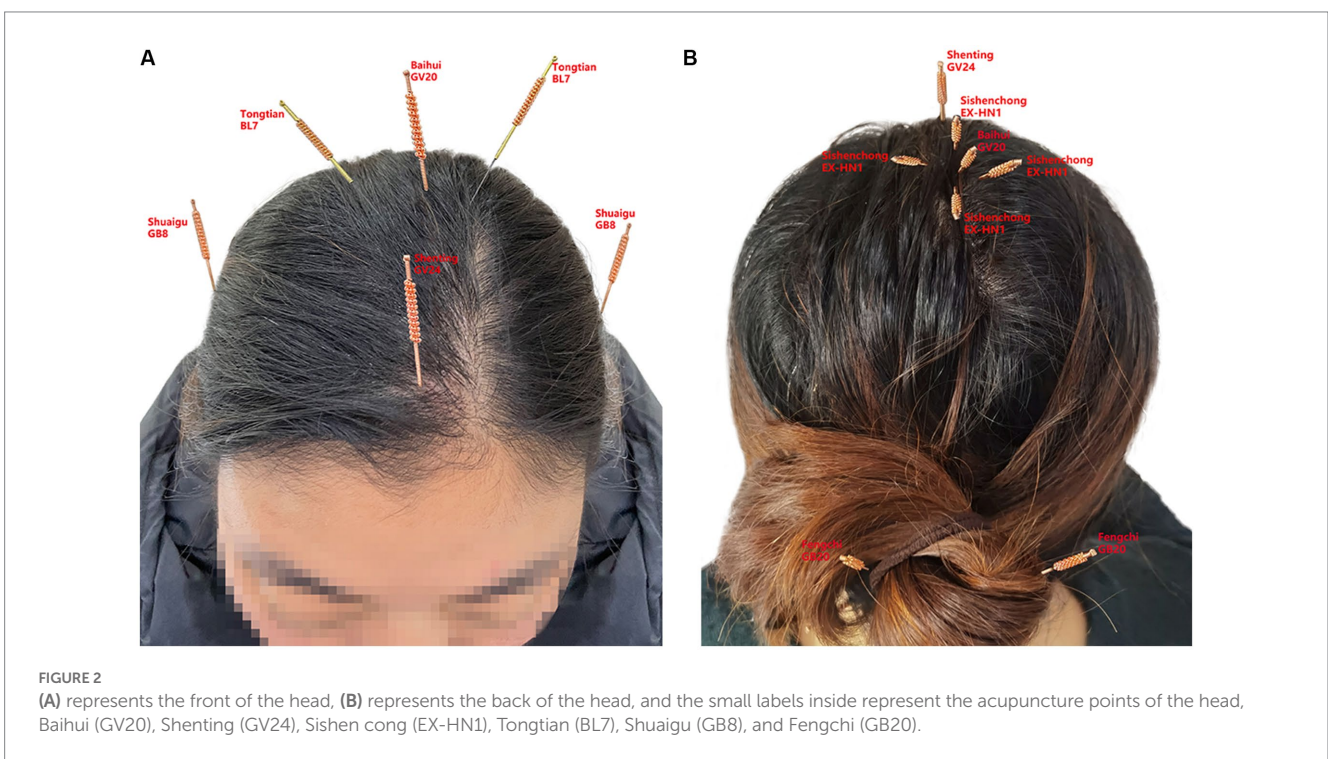 A
Baihui
GV20
Tongtian
BL7
Tongtian
BL7
Shuaigu
GB8
Shuaigu
GB8
Shenting
GV24
B
Shenting
GV24
Sishenchong
EX-HN1
Baihui
GV20
Sishenchong
EX-HN1
Sishenchong
EX-HN1
Sishenchong
EX-HN1
Fengchi
GB20
Fengchi
GB20
FIGURE 2
(A) represents the front of the head, (B) represents the back of the head, and the small labels inside represent the acupuncture points of the head,
Baihui (GV20), Shenting (GV24), Sishen cong (EX-HN1), Tongtian (BL7), Shuaigu (GB8), and Fengchi (GB20).